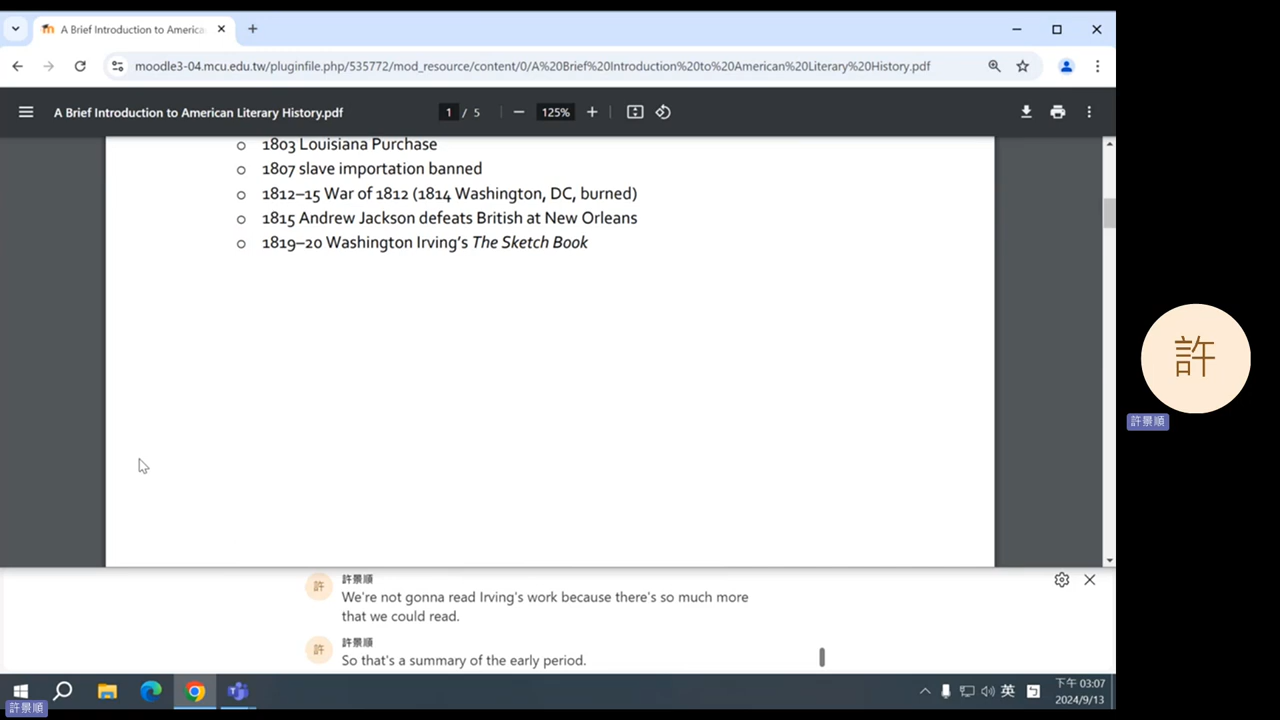 A Brief Introduction to America
moodle3-04.mcu.edu.tw/pluginfile.php/535772/mod_resource/content/0/A%20Brief%20Introduction%20to%20American%20Literary%20History.pdf
A Brief Introduction to American Literary History.pdf
1 / 5
125%
1803 Louisiana Purchase
1807 slave importation banned
1812–15 War of 1812 (1814 Washington, DC, burned)
1815 Andrew Jackson defeats British at New Orleans
1819–20 Washington Irving's The Sketch Book
許
許景順
許
許景順
We're not gonna read Irving's work because there's so much more
that we could read.
許
許景順
So that's a summary of the early period.
英
下午 03:07
2024/9/13
許景順